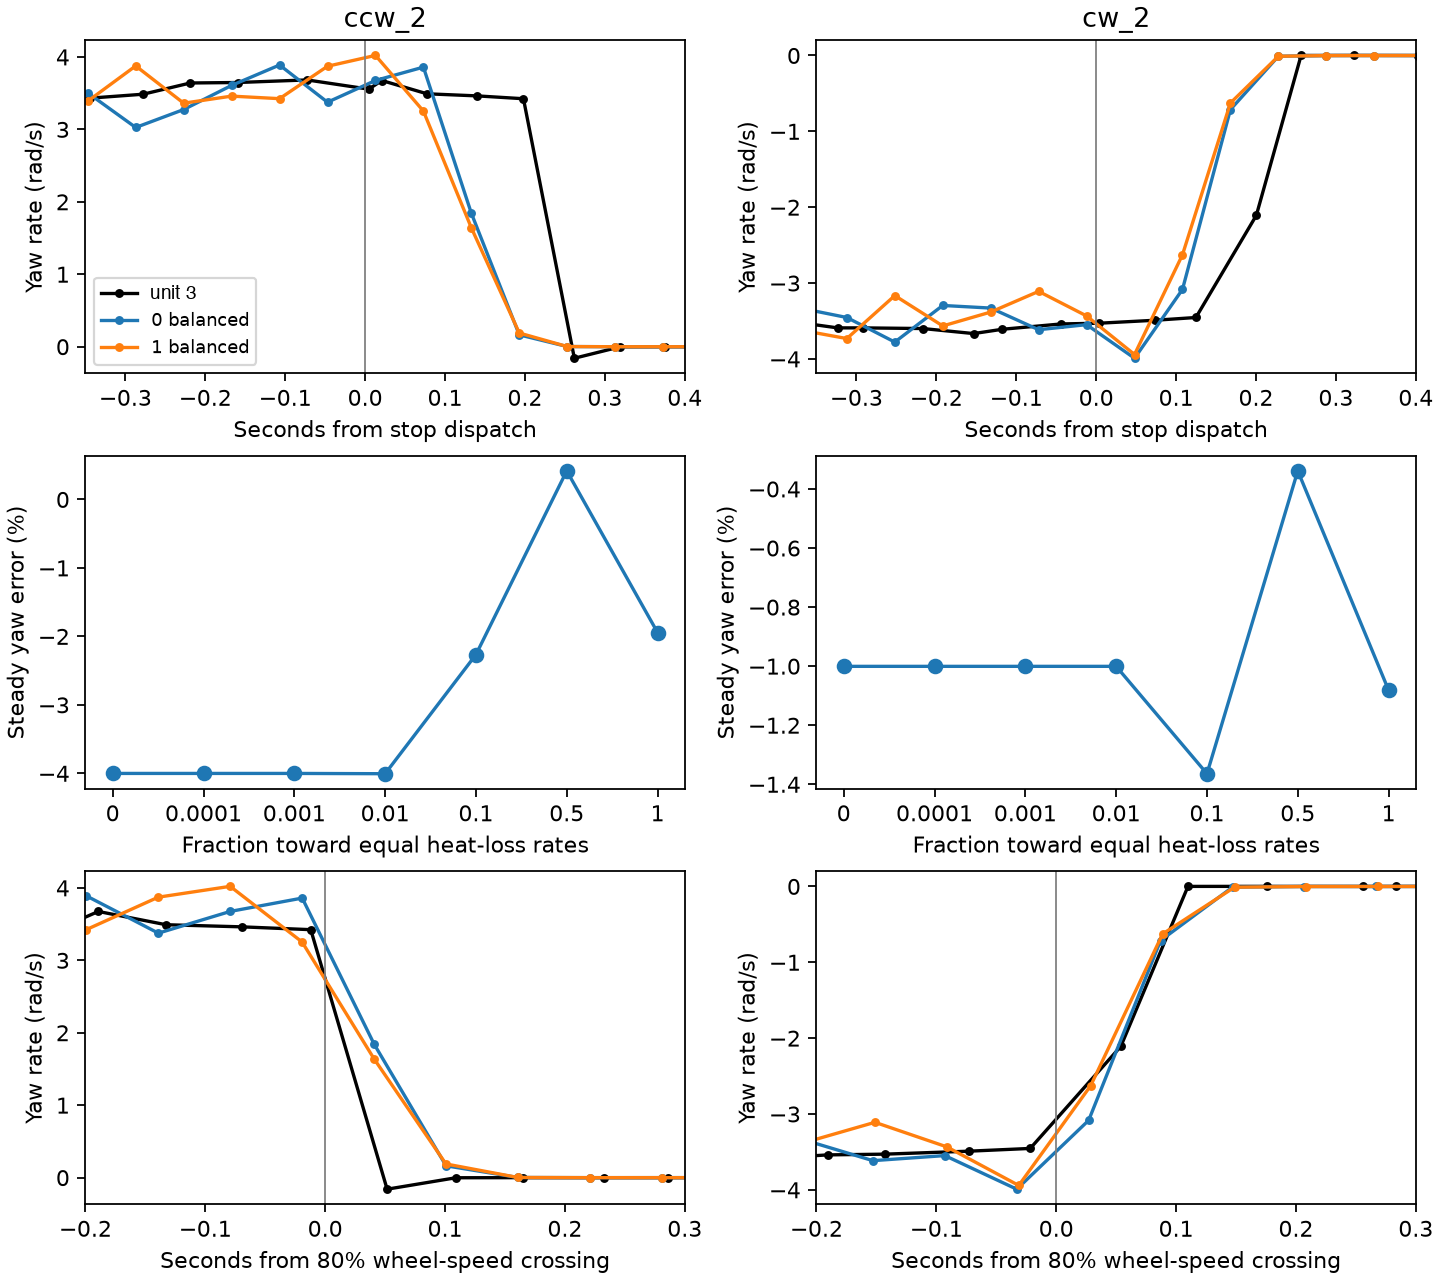 ccw_2
cw_2
Yaw rate (rad/s)
4
3
2
1
0
unit 3
0 balanced
1 balanced
−0.3 −0.2 −0.1 0.0 0.1 0.2 0.3 0.4
Seconds from stop dispatch
Yaw rate (rad/s)
0
−1
−2
−3
−4
−0.3 −0.2 −0.1 0.0 0.1 0.2 0.3 0.4
Seconds from stop dispatch
Steady yaw error (%)
0
−1
−2
−3
−4
0 0.0001 0.001 0.01 0.1 0.5 1
Fraction toward equal heat-loss rates
Steady yaw error (%)
−0.4
−0.6
−0.8
−1.0
−1.2
−1.4
0 0.0001 0.001 0.01 0.1 0.5 1
Fraction toward equal heat-loss rates
Yaw rate (rad/s)
4
3
2
1
0
−0.2 −0.1 0.0 0.1 0.2 0.3
Seconds from 80% wheel-speed crossing
Yaw rate (rad/s)
0
−1
−2
−3
−4
−0.2 −0.1 0.0 0.1 0.2 0.3
Seconds from 80% wheel-speed crossing